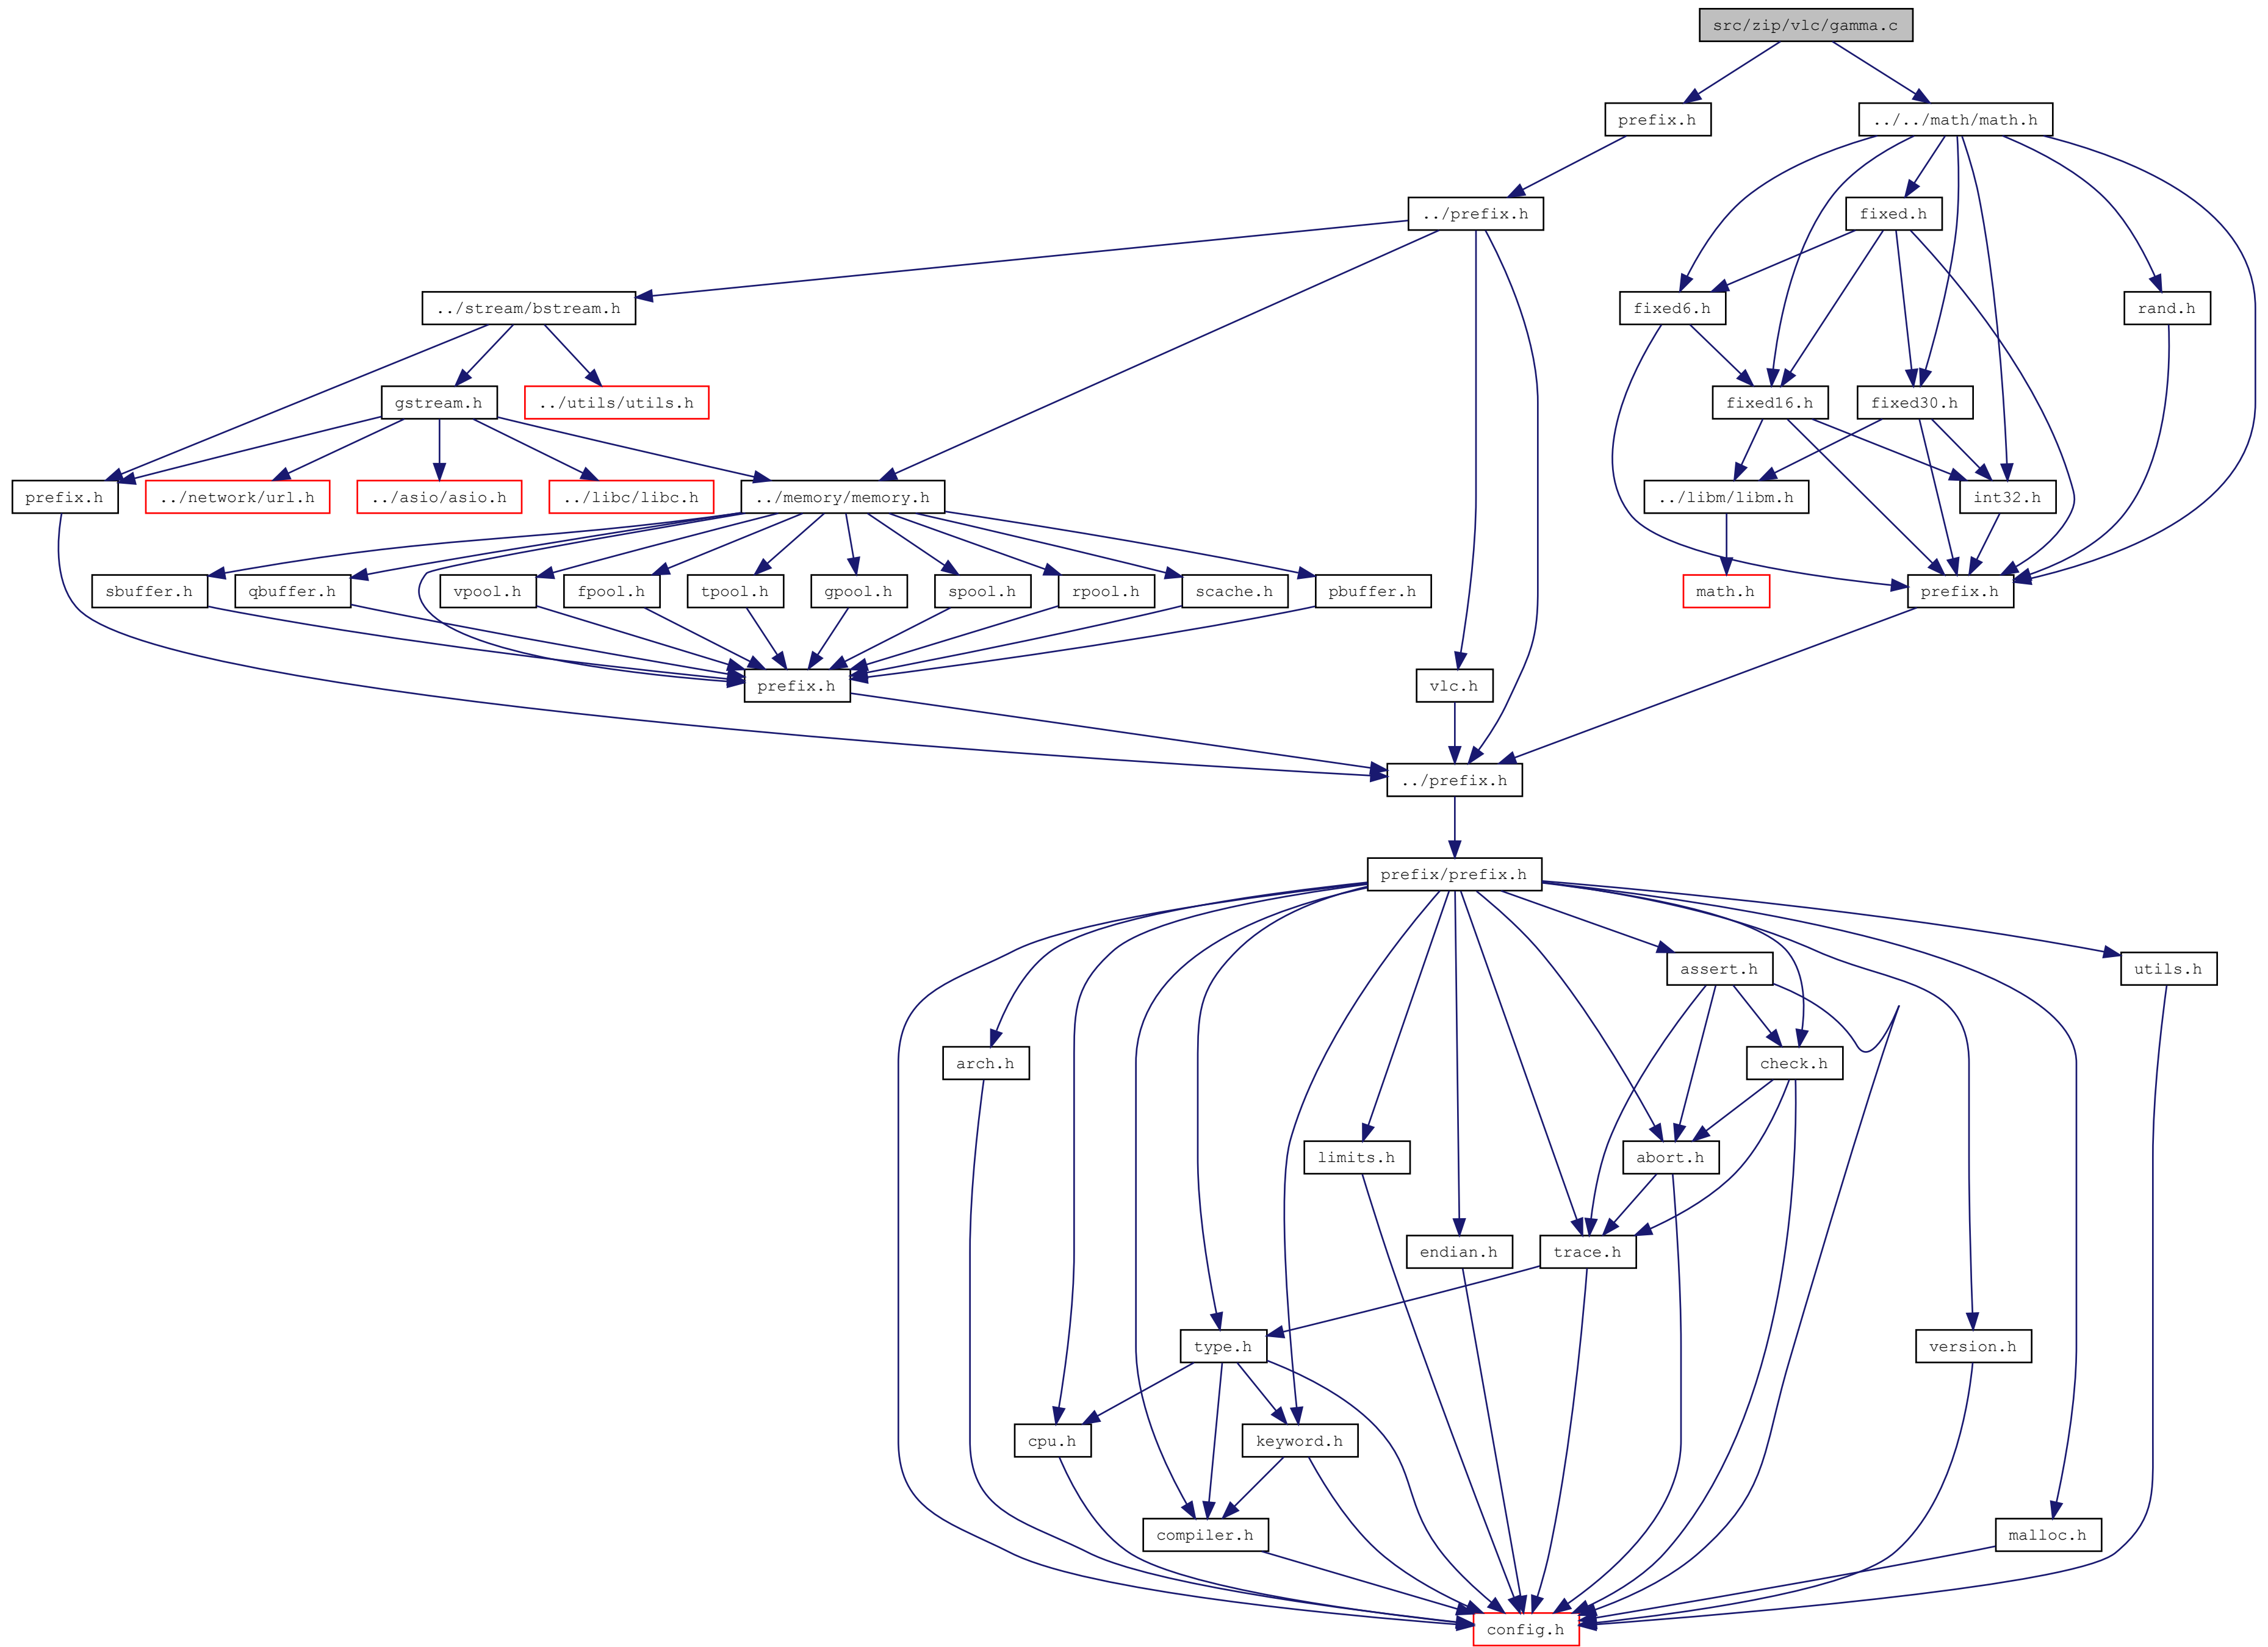 src/zip/vlc/gamma.c
prefix.h
../../math/math.h
../prefix.h
fixed.h
../stream/bstream.h
fixed6.h
rand.h
gstream.h
../utils/utils.h
fixed16.h
fixed30.h
prefix.h
../network/url.h
../asio/asio.h
../libc/libc.h
../memory/memory.h
../libm/libm.h
int32.h
sbuffer.h
qbuffer.h
vpool.h
fpool.h
tpool.h
gpool.h
spool.h
rpool.h
scache.h
pbuffer.h
math.h
prefix.h
prefix.h
vlc.h
../prefix.h
prefix/prefix.h
assert.h
utils.h
arch.h
check.h
limits.h
abort.h
endian.h
trace.h
type.h
version.h
cpu.h
keyword.h
compiler.h
malloc.h
config.h